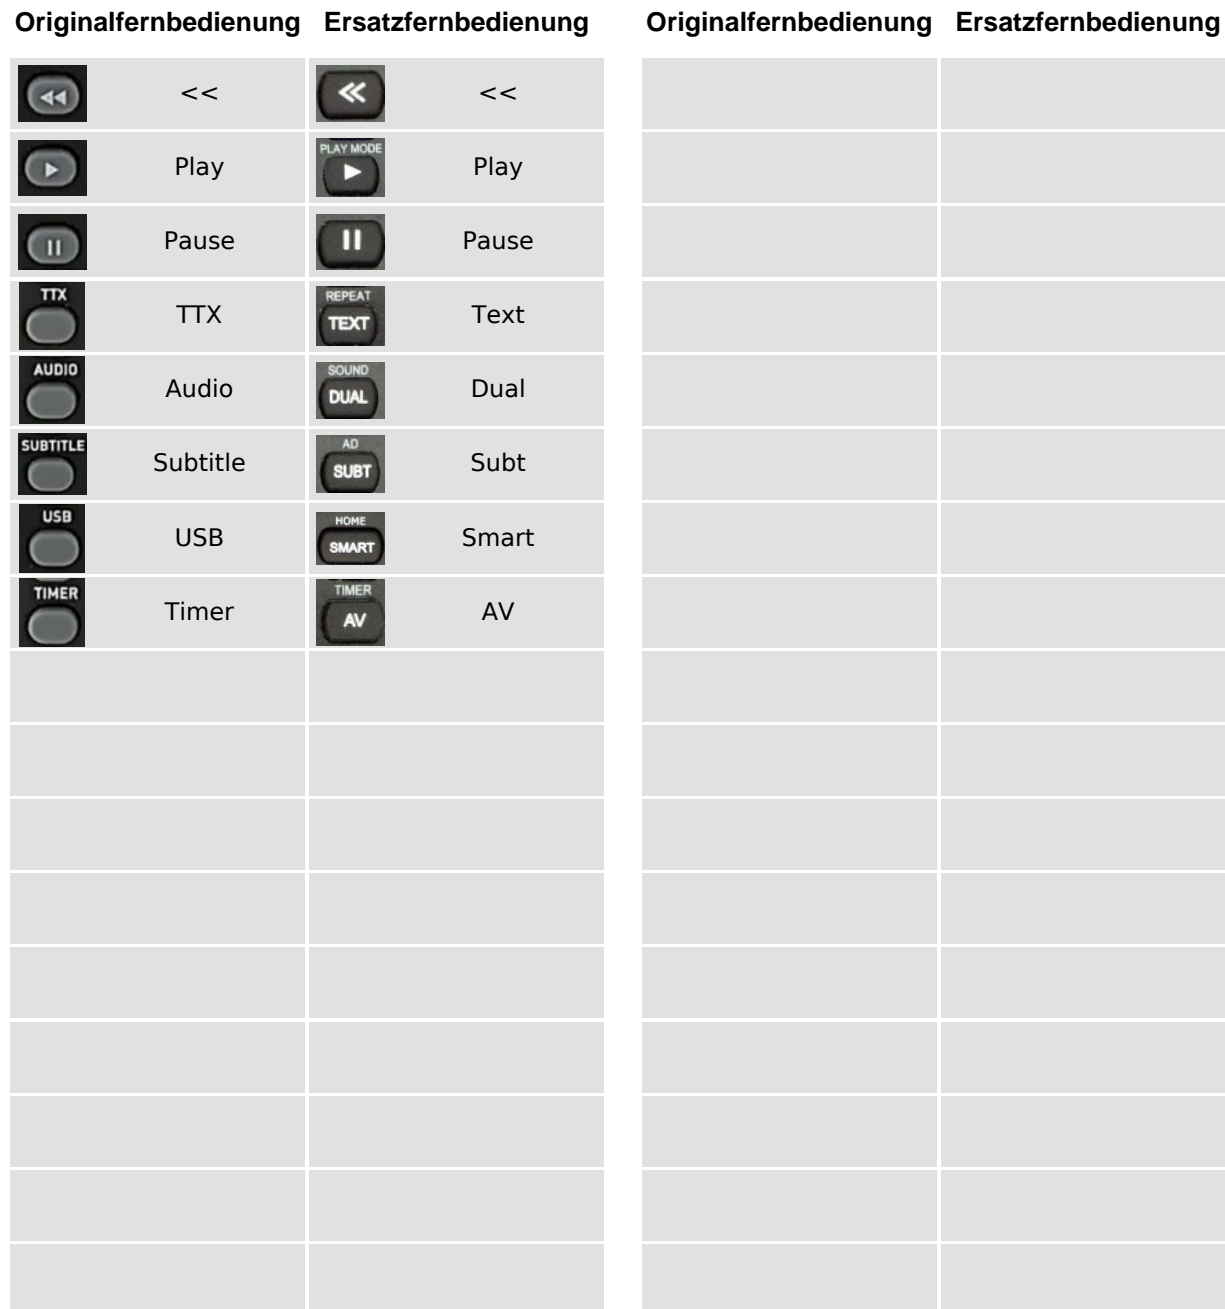 Originalfernbedienung Ersatzfernbedienung Originalfernbedienung Ersatzfernbedienung
<< <<
Play PLAY MODE Play
Pause Pause
TTX TTX REPEAT TEXT Text
AUDIO Audio SOUND DUAL Dual
SUBTITLE Subtitle AD SUBT Subt
USB USB HOME SMART Smart
TIMER Timer TIMER AV AV